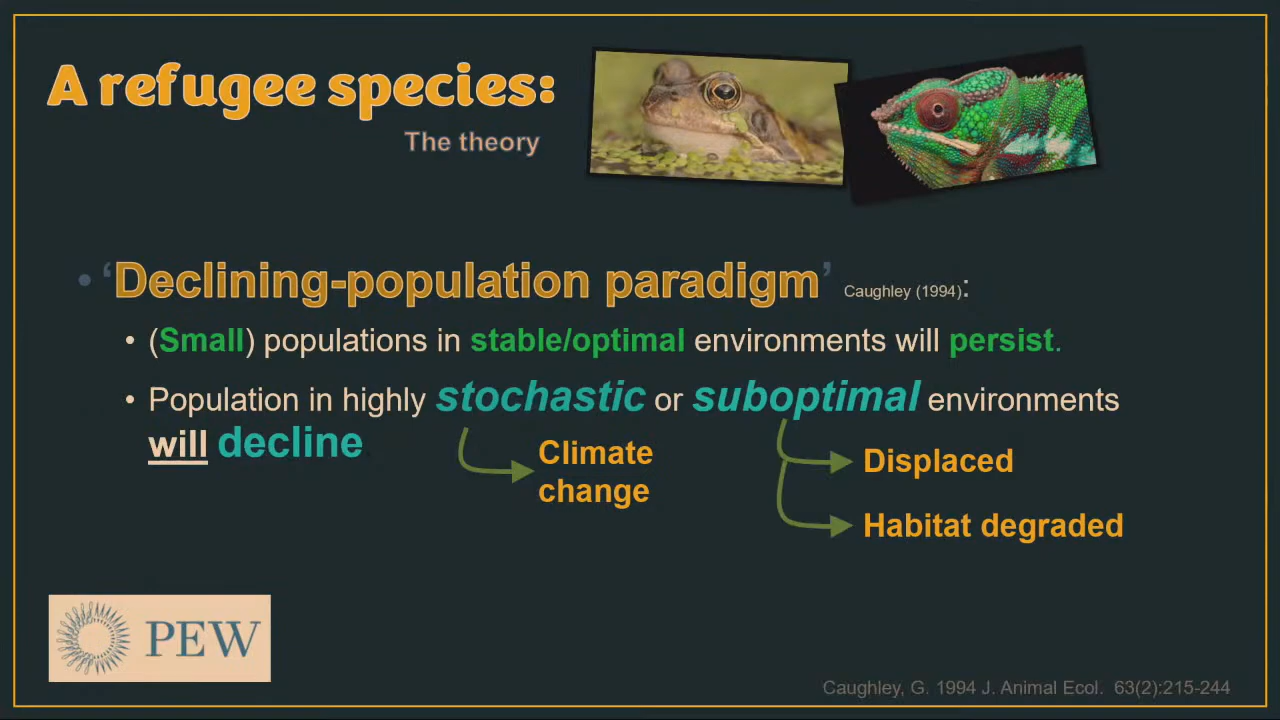 A refugee species:
The theory
• ‘Declining-population paradigm’ Caughley (1994):
• (Small) populations in stable/optimal environments will persist.
• Population in highly stochastic or suboptimal environments
will decline
Climate
change
Displaced
Habitat degraded
PEW
Caughley, G. 1994 J. Animal Ecol. 63(2):215-244